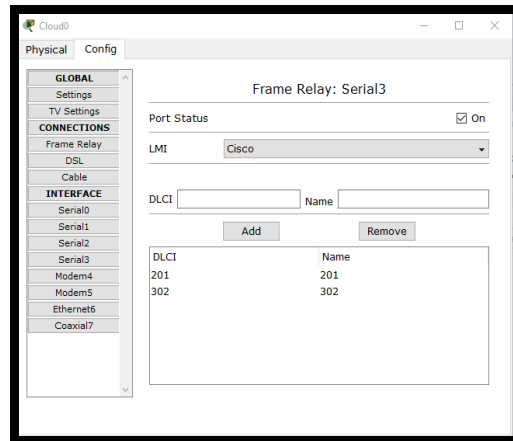 Cloud0
Physical Config
GLOBAL
Settings
TV Settings
CONNECTIONS
Frame Relay
DSL
Cable
INTERFACE
Serial0
Serial1
Serial2
Serial3
Modem4
Modem5
Ethernet6
Coaxial7
Frame Relay: Serial3
Port Status On
LMI Cisco
DLCI Name
Add Remove
DLCI Name
201 201
302 302